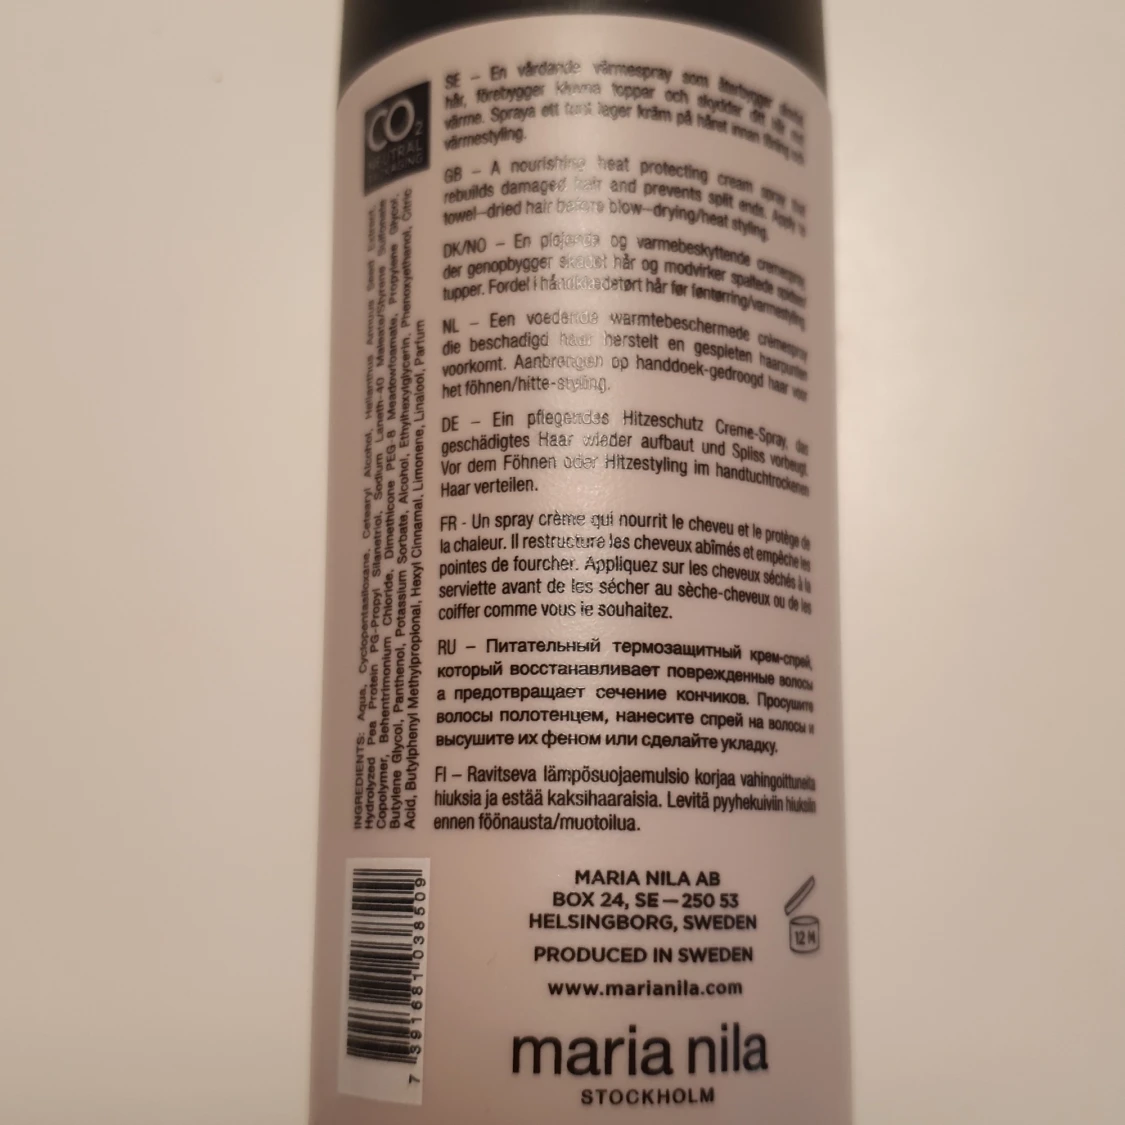 CO2
NEUTRAL
PACKAGING
SE – En vårdande värmespray som återbygger
hår, förebygger kluvna toppar och skyddar ditt hår mot
värme. Spraya ett tunt lager kräm på håret innan föning och
värmestyling.
GB – A nourishing heat protecting cream spray that
rebuilds damaged hair and prevents split ends. Apply to
towel–dried hair before blow–drying/heat styling.
DK/NO – En plejende og varmebeskyttende cremespray
der genopbygger skadet hår og modvirker spaltede
tupper. Fordel i håndklædetørt hår før føntørring/varmestyling
NL – Een voedende warmtebeschermede crèmespray
die beschadigd haar herstelt en gespleten haarpunten
voorkomt. Aanbrengen op handdoek-gedroogd haar voor
het föhnen/hitte-styling.
DE – Ein pflegendes Hitzeschutz Creme-Spray, das
geschädigtes Haar wieder aufbaut und Spliss vorbeugt.
Vor dem Föhnen oder Hitzestyling im handtuchtrockenen
Haar verteilen.
FR - Un spray crème qui nourrit le cheveu et le protège de
la chaleur. Il restructure les cheveux abîmés et empêche les
pointes de fourcher. Appliquez sur les cheveux séchés à la
serviette avant de les sécher au sèche-cheveux ou de les
coiffer comme vous le souhaitez.
RU – Питательный термозащитный крем-спрей,
который восстанавливает поврежденные волосы
а предотвращает сечение кончиков. Просушите
волосы полотенцем, нанесите спрей на волосы и
высушите их феном или сделайте укладку.
FI – Ravitseva lämpösuojaemulsio korjaa vahingoittuneita
hiuksia ja estää kaksihaaraisia. Levitä pyyhekuiviin hiuksiin
ennen föönausta/muotoilua.
INGREDIENTS: Aqua, Cyclopentasiloxane, Cetearyl Alcohol, Helianthus Annuus Seed Extract,
Hydrolyzed Pea Protein PG-Propyl Silanetriol, Sodium Laneth-40 Maleate/Styrene Sulfonate
Copolymer, Behentrimonium Chloride, Dimethicone PEG-8 Meadowfoamate, Propylene Glycol,
Butylene Glycol, Panthenol, Potassium Sorbate, Alcohol, Ethylhexylglycerin, Phenoxyethanol, Citric
Acid, Butylphenyl Methylpropional, Hexyl Cinnamal, Limonene, Linalool, Parfum
7 391681 038509
MARIA NILA AB
BOX 24, SE – 250 53
HELSINGBORG, SWEDEN
PRODUCED IN SWEDEN
www.marianila.com
12 M
maria nila
STOCKHOLM